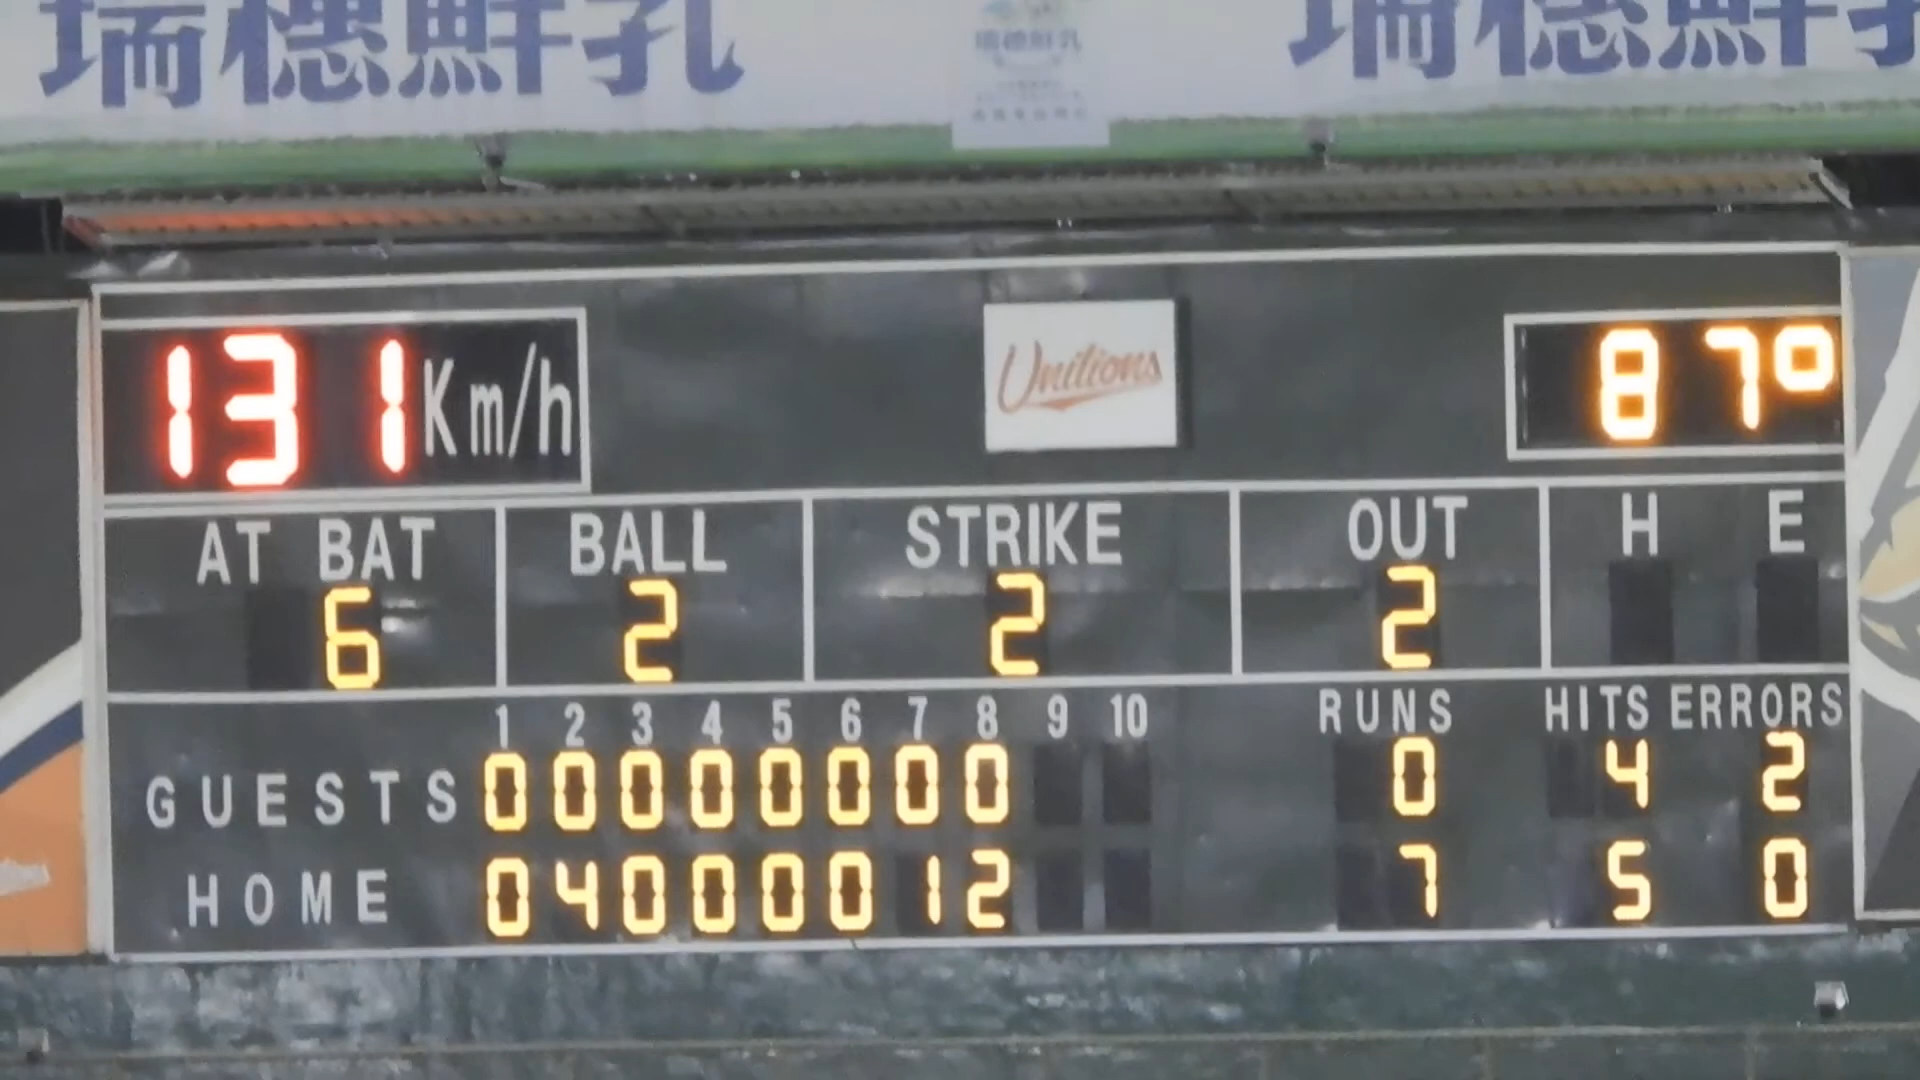 瑞穗鮮乳 瑞穗鮮乳 瑞穗鮮乳
131 Km/h Unilions 87°
AT BAT BALL STRIKE OUT H E
6 2 2 2
1 2 3 4 5 6 7 8 9 10 RUNS HITS ERRORS
GUESTS 0 0 0 0 0 0 0 0 0 4 2
HOME 0 4 0 0 0 0 1 2 7 5 0